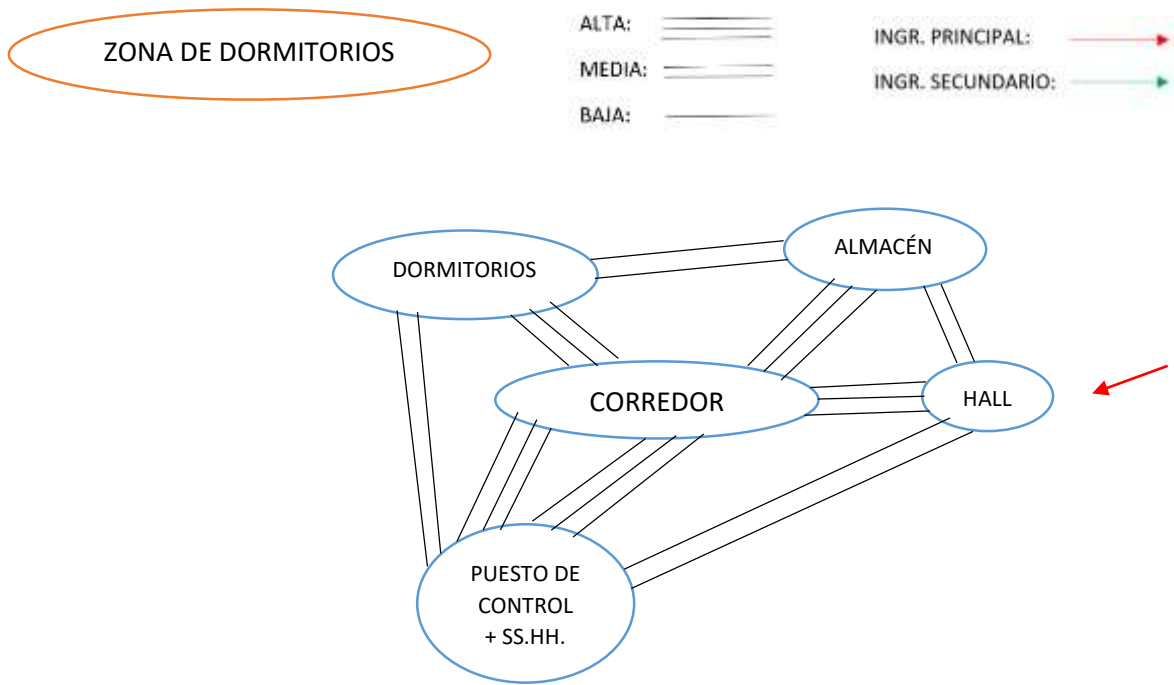 ZONA DE DORMITORIOS
ALTA:
MEDIA:
BAJA:
INGR. PRINCIPAL:
INGR. SECUNDARIO:
DORMITORIOS
ALMACÉN
CORREDOR
HALL
PUESTO DE
CONTROL
+ SS.HH.